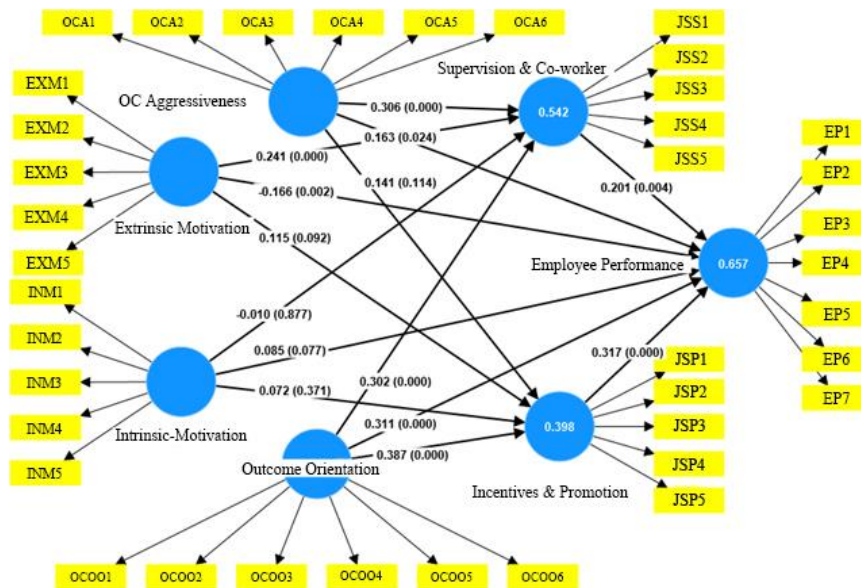 OCA1
OCA2
OCA3
OCA4
OCA5
OCA6
JSS1
Supervision & Co-worker
JSS2
EXM1
OC Aggressiveness
0.306 (0.000)
0.542
JSS3
EXM2
0.163 (0.024)
JSS4
EP1
0.241 (0.000)
JSS5
EXM3
0.141 (0.114)
EP2
-0.166 (0.002)
0.201 (0.004)
EXM4
Extrinsic Motivation
EP3
0.115 (0.092)
EXM5
Employee Performance
0.657
EP4
INM1
EP5
-0.010 (0.877)
INM2
0.085 (0.077)
0.317 (0.000)
JSP1
EP6
INM3
0.302 (0.000)
JSP2
EP7
0.072 (0.371)
INM4
0.311 (0.000)
0.398
JSP3
Intrinsic-Motivation
0.387 (0.000)
INM5
Outcome Orientation
JSP4
Incentives & Promotion
JSP5
OCOO1
OCOO2
OCOO3
OCOO4
OCOO5
OCOO6